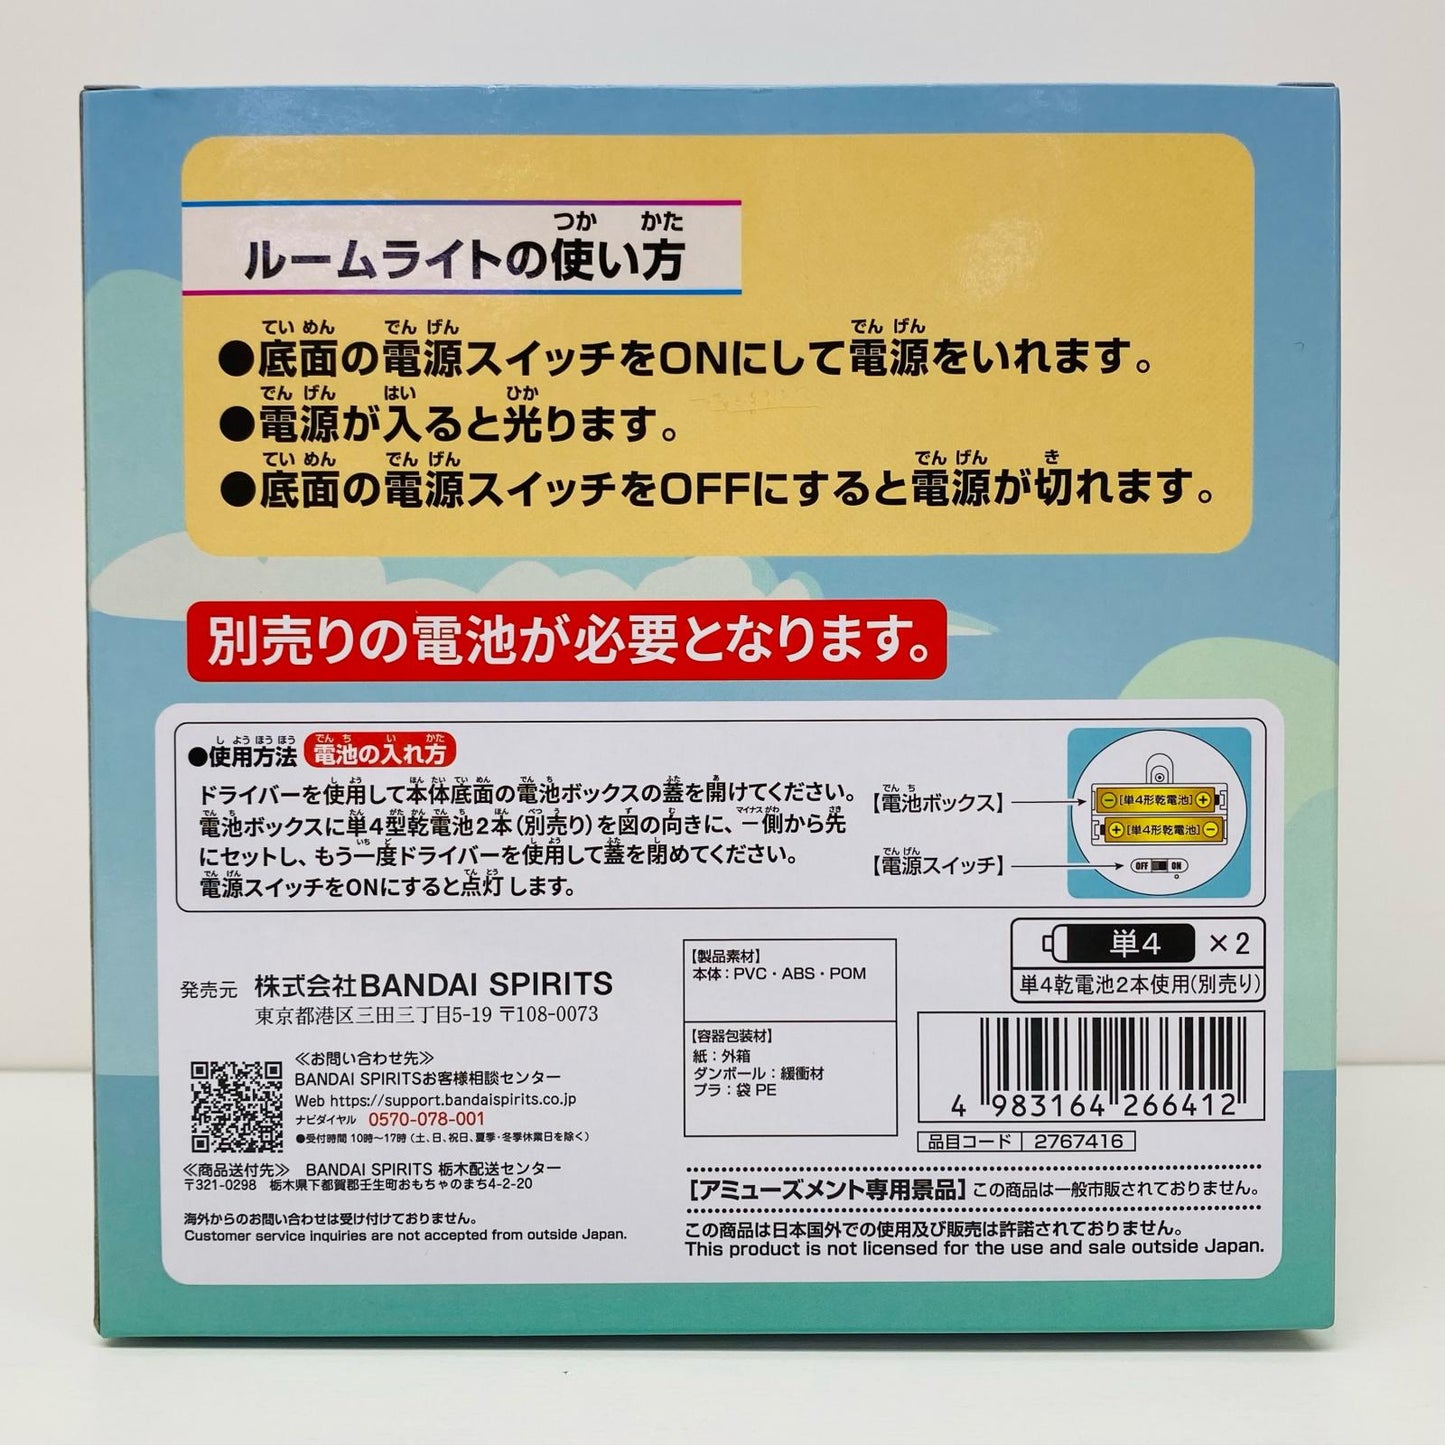 ルームライトの使い方
●底面の電源スイッチをONにして電源をいれます。
●電源が入ると光ります。
●底面の電源スイッチをOFFにすると電源が切れます。
別売りの電池が必要となります。
●使用方法 電池の入れ方
ドライバーを使用して本体底面の電池ボックスの蓋を開けてください。
電池ボックスに単4型乾電池2本(別売り)を図の向きに、一側から先
にセットし、もう一度ドライバーを使用して蓋を閉めてください。
電源スイッチをONにすると点灯します。
【電池ボックス】
【電源スイッチ】
- [単4形乾電池] +
+ [単4形乾電池] -
OFF ON
単4 ×2
単4乾電池2本使用(別売り)
発売元 株式会社BANDAI SPIRITS
東京都港区三田三丁目5-19 〒108-0073
≪お問い合わせ先≫
BANDAI SPIRITSお客様相談センター
Web https://support.bandaispirits.co.jp
ナビダイヤル 0570-078-001
●受付時間 10時〜17時(土、日、祝日、夏季・冬季休業日を除く)
≪商品送付先≫ BANDAI SPIRITS 栃木配送センター
〒321-0298 栃木県下都賀郡壬生町おもちゃのまち4-2-20
海外からのお問い合わせは受け付けておりません。
Customer service inquiries are not accepted from outside Japan.
【製品素材】
本体：PVC・ABS・POM
【容器包装材】
紙：外箱
ダンボール：緩衝材
プラ：袋 PE
4 983164 266412
品目コード 2767416
[アミューズメント専用景品] この商品は一般市販されておりません。
この商品は日本国外での使用及び販売は許諾されておりません。
This product is not licensed for the use and sale outside Japan.